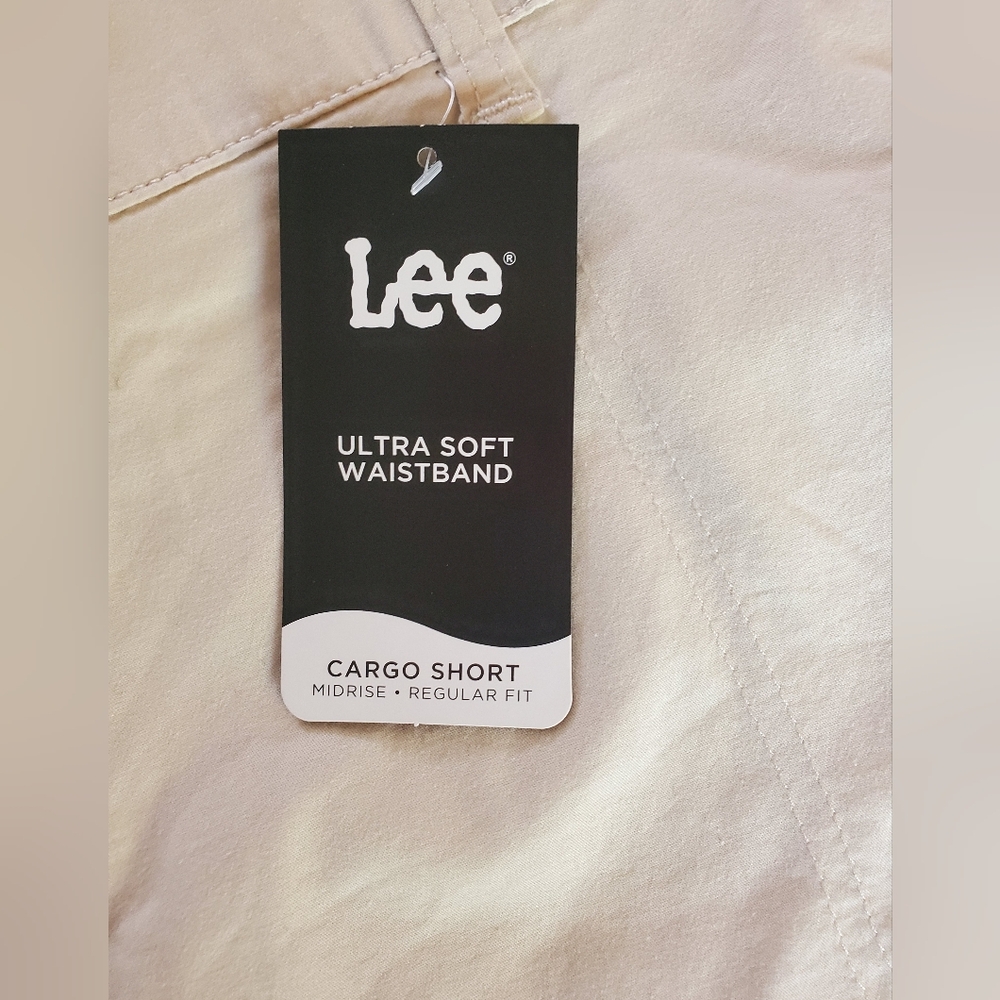 Lee®
ULTRA SOFT
WAISTBAND
CARGO SHORT
MIDRISE • REGULAR FIT